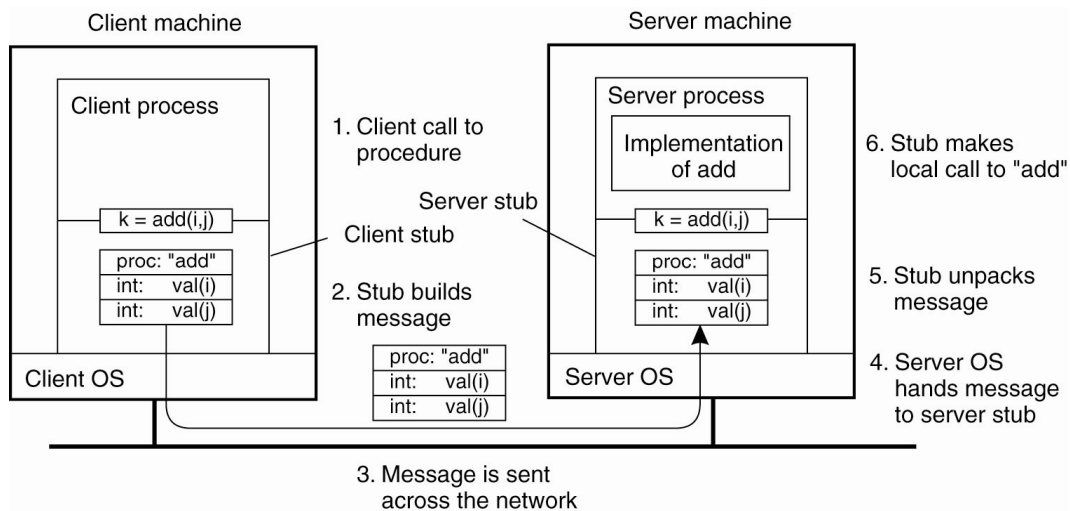 Client machine
Server machine
Client process
1. Client call to
procedure
Server process
Implementation
of add
6. Stub makes
local call to "add"
Server stub
k = add(i,j)
Client stub
k = add(i,j)
proc: "add"
int: val(i)
int: val(j)
2. Stub builds
message
proc: "add"
int: val(i)
int: val(j)
5. Stub unpacks
message
proc: "add"
int: val(i)
int: val(j)
Client OS
Server OS
4. Server OS
hands message
to server stub
3. Message is sent
across the network